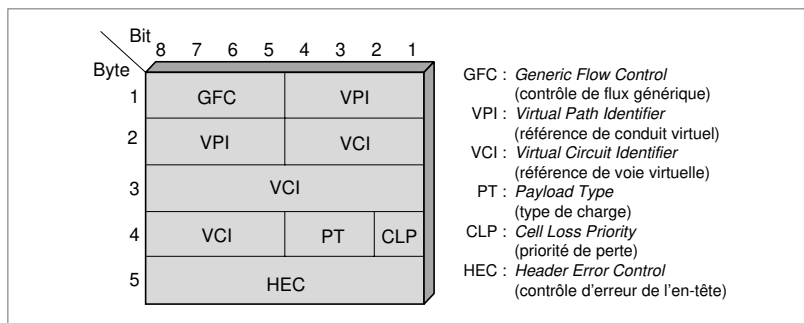 Bit
8 7 6 5 4 3 2 1
Byte
1 GFC VPI
2 VPI VCI
3 VCI
4 VCI PT CLP
5 HEC
GFC : Generic Flow Control
(contrôle de flux générique)
VPI : Virtual Path Identifier
(référence de conduit virtuel)
VCI : Virtual Circuit Identifier
(référence de voie virtuelle)
PT : Payload Type
(type de charge)
CLP : Cell Loss Priority
(priorité de perte)
HEC : Header Error Control
(contrôle d'erreur de l'en-tête)